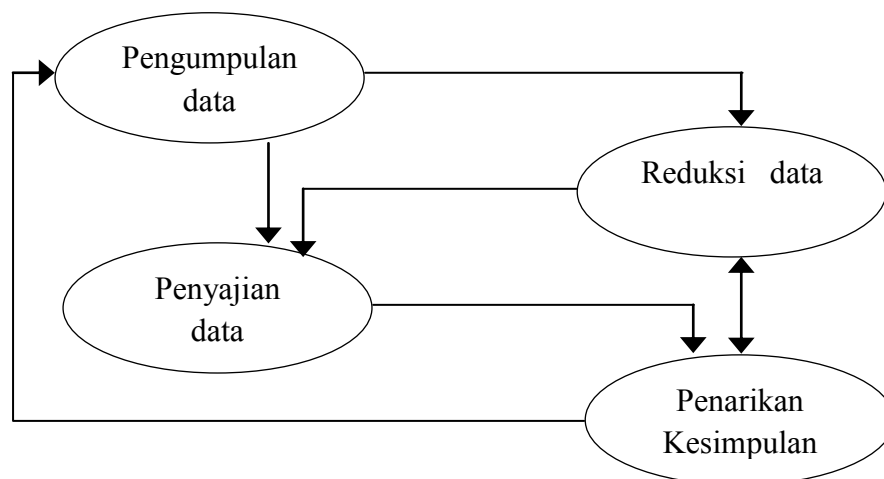 Pengumpulan
data
Reduksi data
Penyajian
data
Penarikan
Kesimpulan